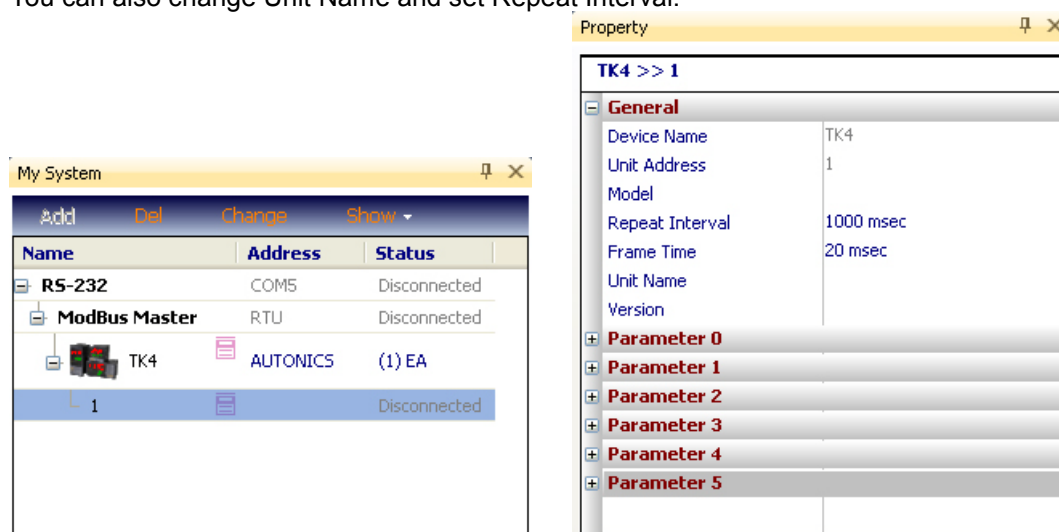 You can also change Unit Name and set Repeat Interval.
My System
Add Del Change Show
Name Address Status
RS-232 COM5 Disconnected
ModBus Master RTU Disconnected
TK4 AUTONICS (1) EA
1 Disconnected
Property
TK4 >> 1
General
Device Name TK4
Unit Address 1
Model
Repeat Interval 1000 msec
Frame Time 20 msec
Unit Name
Version
Parameter 0
Parameter 1
Parameter 2
Parameter 3
Parameter 4
Parameter 5